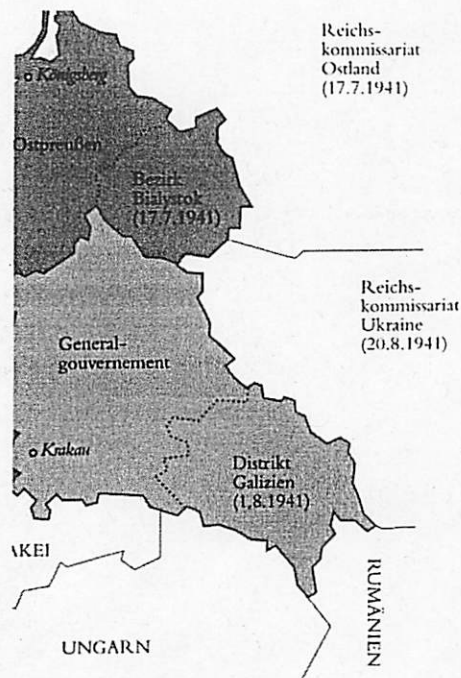 Reichs-
kommissariat
Ostland
(17.7.1941)
Königsberg
Ostpreußen
Bezirk
Bialystok
(17.7.1941)
Reichs-
kommissariat
Ukraine
(20.8.1941)
General-
gouvernement
Krakau
Distrikt
Galizien
(1.8.1941)
AKEI
RUMÄNIEN
UNGARN